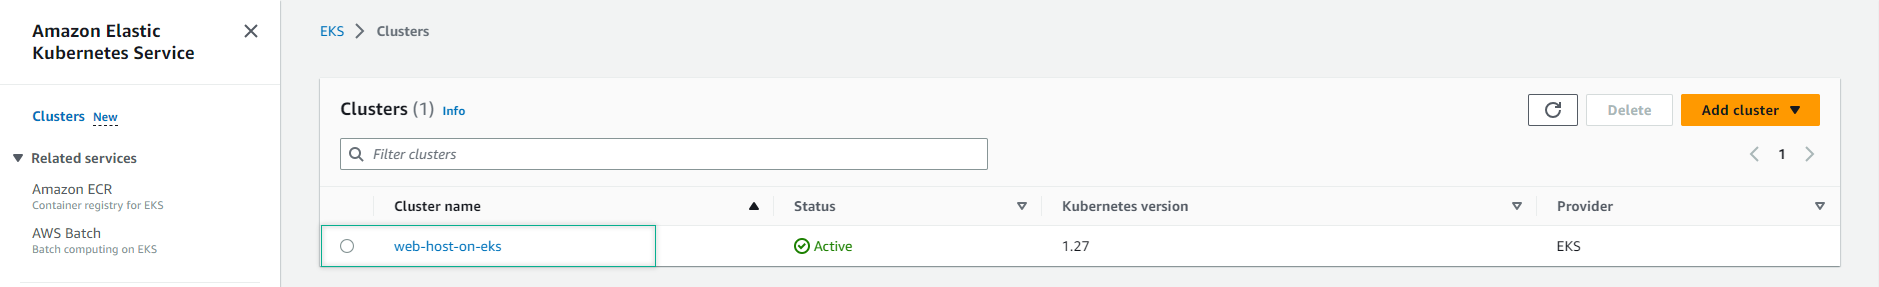 Amazon Elastic
Kubernetes Service
Clusters New
Related services
Amazon ECR
Container registry for EKS
AWS Batch
Batch computing on EKS
EKS Clusters
Clusters (1) Info
Delete
Add cluster
Filter clusters
1
Cluster name Status Kubernetes version Provider
web-host-on-eks Active 1.27 EKS